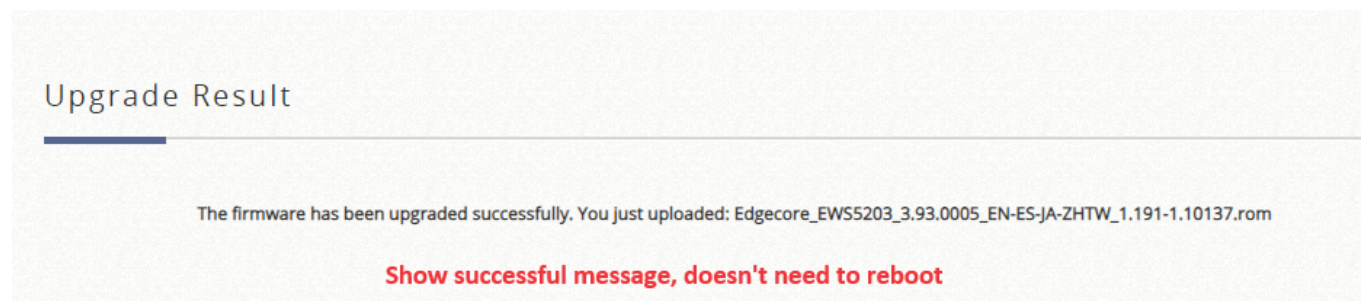 Upgrade Result
The firmware has been upgraded successfully. You just uploaded: Edgecore_EWS5203_3.93.0005_EN-ES-JA-ZHTW_1.191-1.10137.rom
Show successful message, doesn't need to reboot